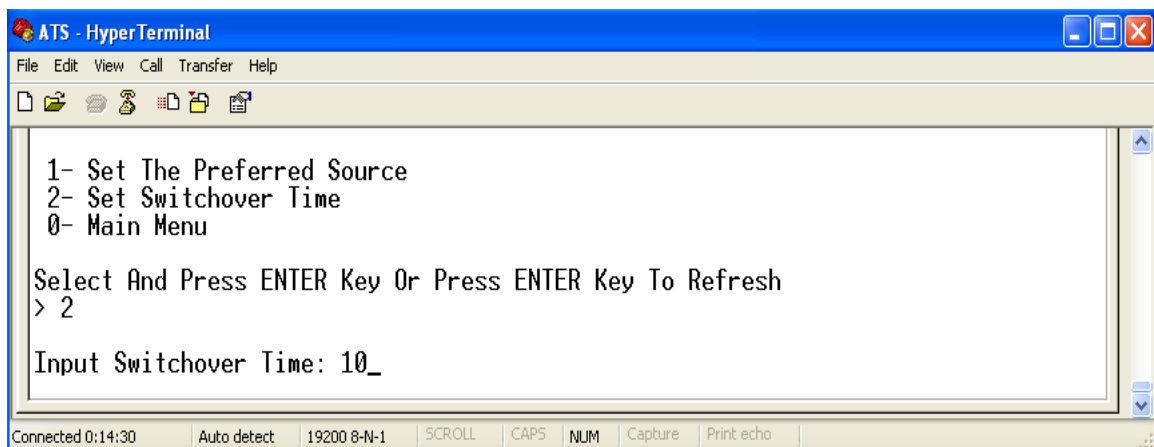 ATS - HyperTerminal
File Edit View Call Transfer Help
1- Set The Preferred Source
2- Set Switchover Time
0- Main Menu
Select And Press ENTER Key Or Press ENTER Key To Refresh
> 2
Input Switchover Time: 10_
Connected 0:14:30 Auto detect 19200 8-N-1 SCROLL CAPS NUM Capture Print echo